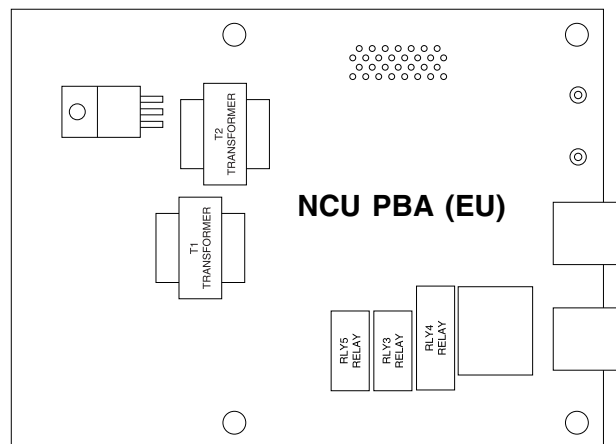 T2
TRANSFORMER
NCU PBA (EU)
T1
TRANSFORMER
RLY5
RELAY
RLY3
RELAY
RLY4
RELAY